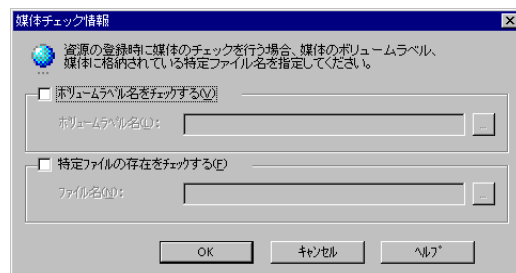 媒体チェック情報
資源の登録時に媒体のチェックを行う場合、媒体のボリュームラベル、
媒体に格納されている特定ファイル名を指定してください。
ボリュームラベル名をチェックする(V)
ボリュームラベル名(L):
...
特定ファイルの存在をチェックする(F)
ファイル名(N):
...
OK
キャンセル
ヘルプ